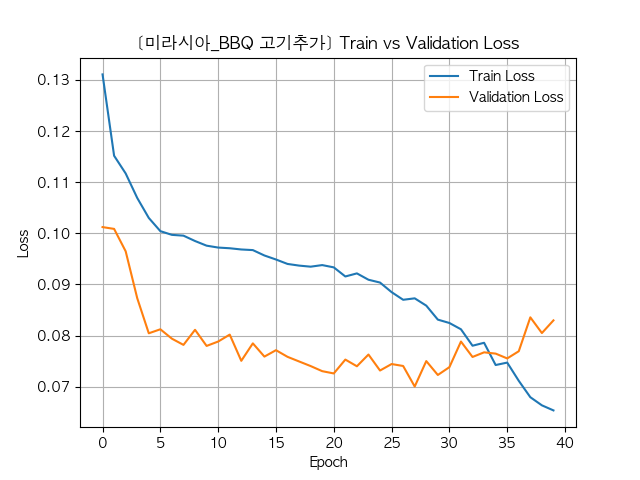 [미라시아_BBQ 고기추가] Train vs Validation Loss
Train Loss
Validation Loss
0.13
0.12
0.11
0.10
0.09
0.08
0.07
Loss
0 5 10 15 20 25 30 35 40
Epoch